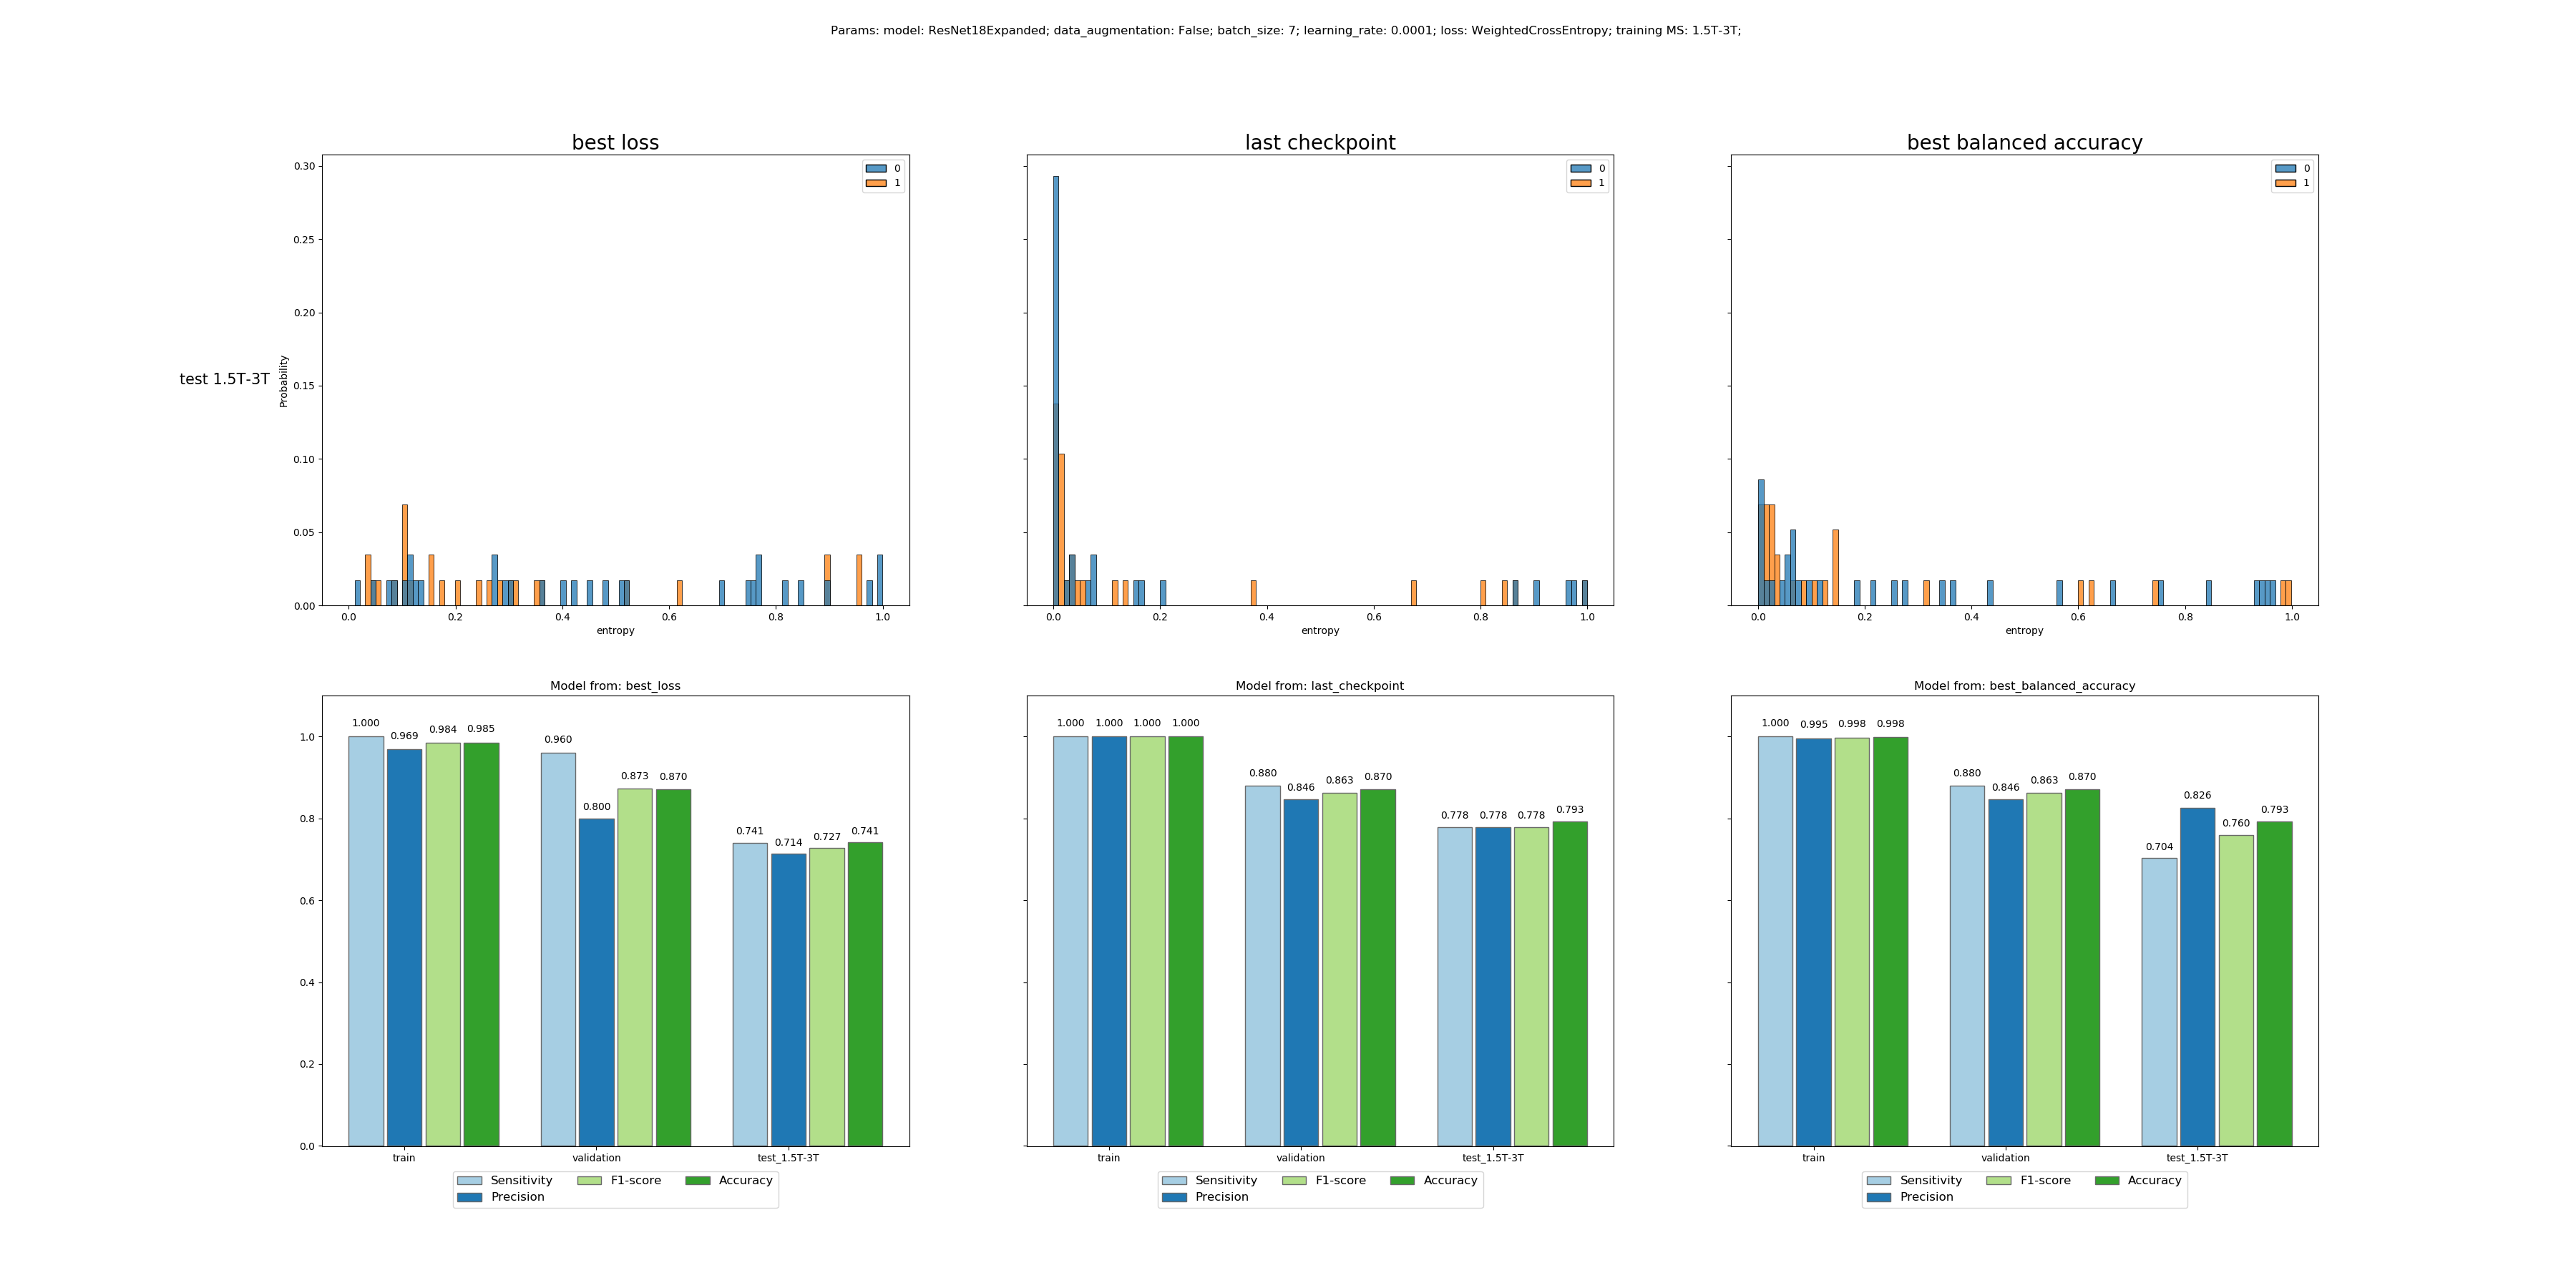 Params: model: ResNet18Expanded; data_augmentation: False; batch_size: 7; learning_rate: 0.0001; loss: WeightedCrossEntropy; training MS: 1.5T-3T;
best loss
last checkpoint
best balanced accuracy
test 1.5T-3T
Probability
0.30
0.25
0.20
0.15
0.10
0.05
0.00
0
1
0.0 0.2 0.4 0.6 0.8 1.0
entropy
0
1
0.0 0.2 0.4 0.6 0.8 1.0
entropy
0
1
0.0 0.2 0.4 0.6 0.8 1.0
entropy
Model from: best_loss
1.0
0.8
0.6
0.4
0.2
0.0
1.000 0.969 0.984 0.985
0.960 0.800 0.873 0.870
0.741 0.714 0.727 0.741
train validation test_1.5T-3T
Sensitivity F1-score Accuracy
Precision
Model from: last_checkpoint
1.000 1.000 1.000 1.000
0.880 0.846 0.863 0.870
0.778 0.778 0.778 0.793
train validation test_1.5T-3T
Sensitivity F1-score Accuracy
Precision
Model from: best_balanced_accuracy
1.000 0.995 0.998 0.998
0.880 0.846 0.863 0.870
0.704 0.826 0.760 0.793
train validation test_1.5T-3T
Sensitivity F1-score Accuracy
Precision